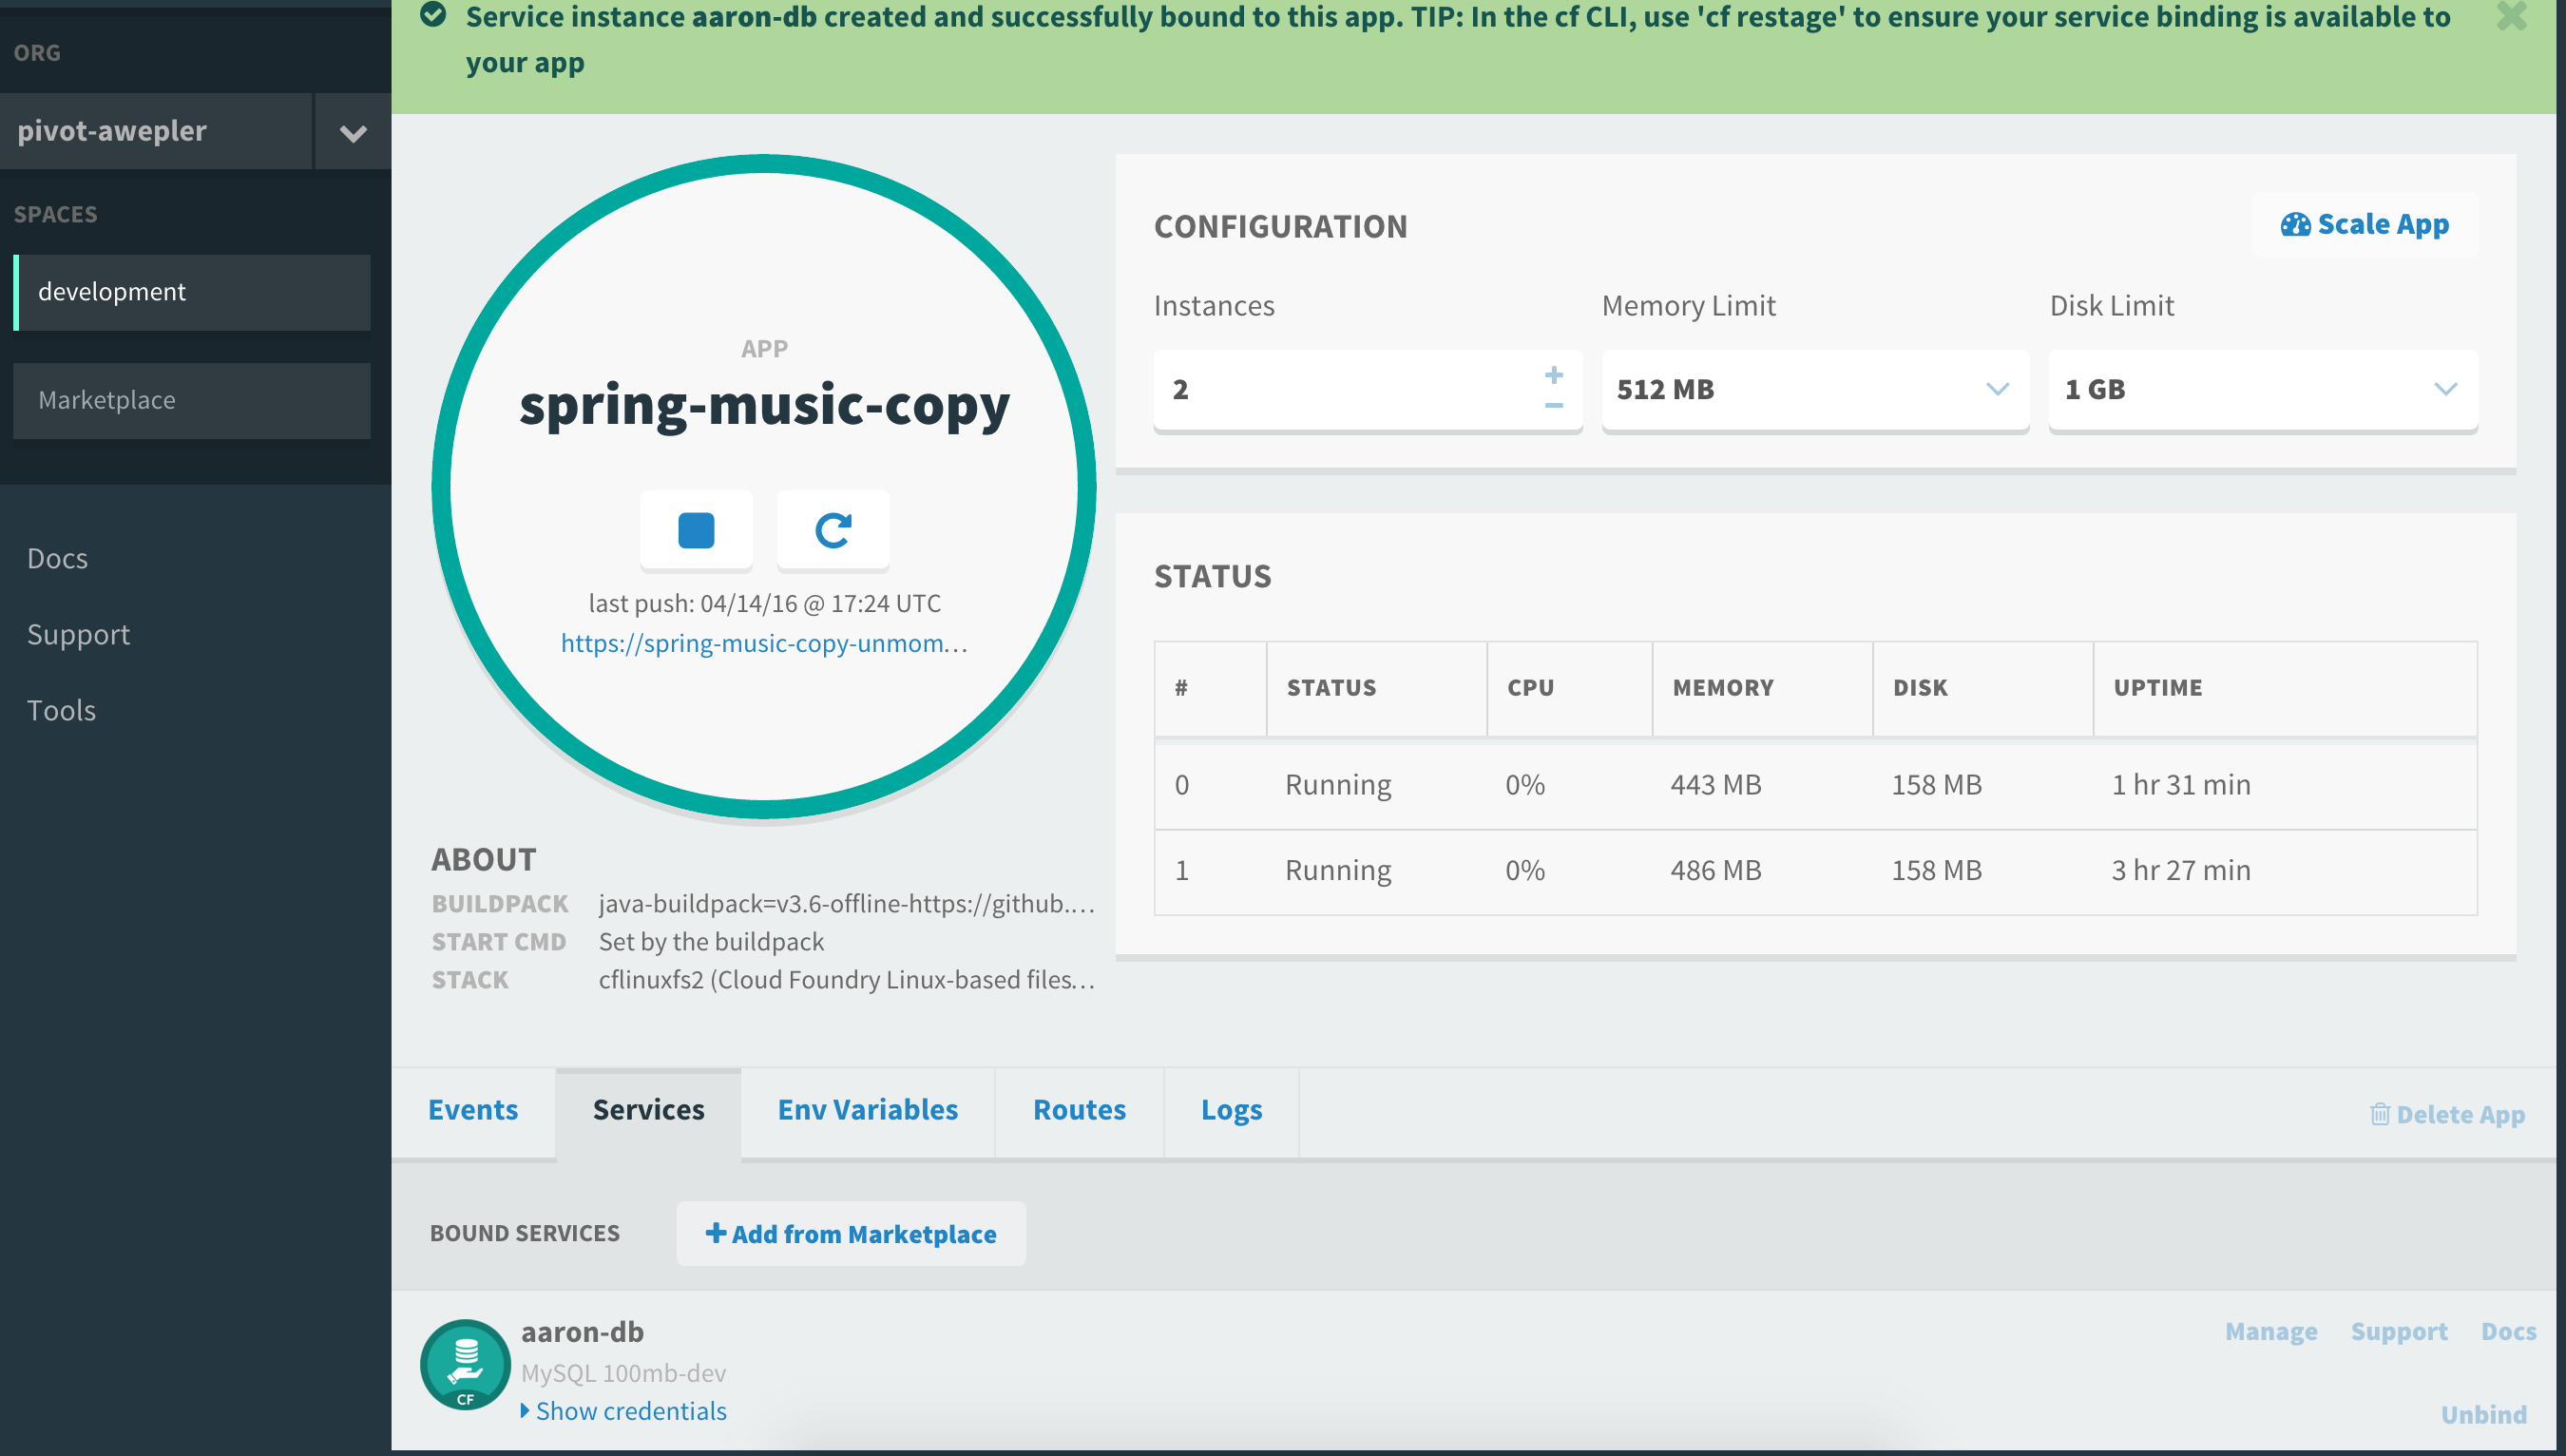 Service instance aaron-db created and successfully bound to this app. TIP: In the cf CLI, use 'cf restage' to ensure your service binding is available to
your app
ORG
pivot-awepler
SPACES
development
Marketplace
Docs
Support
Tools
APP
spring-music-copy
last push: 04/14/16 @ 17:24 UTC
https://spring-music-copy-unmom…
ABOUT
BUILDPACK java-buildpack=v3.6-offline-https://github.…
START CMD Set by the buildpack
STACK cflinuxfs2 (Cloud Foundry Linux-based files…
CONFIGURATION
Scale App
Instances Memory Limit Disk Limit
2 512 MB 1 GB
STATUS
# STATUS CPU MEMORY DISK UPTIME
0 Running 0% 443 MB 158 MB 1 hr 31 min
1 Running 0% 486 MB 158 MB 3 hr 27 min
Events Services Env Variables Routes Logs Delete App
BOUND SERVICES Add from Marketplace
CF
aaron-db
MySQL 100mb-dev
Show credentials
Manage Support Docs
Unbind